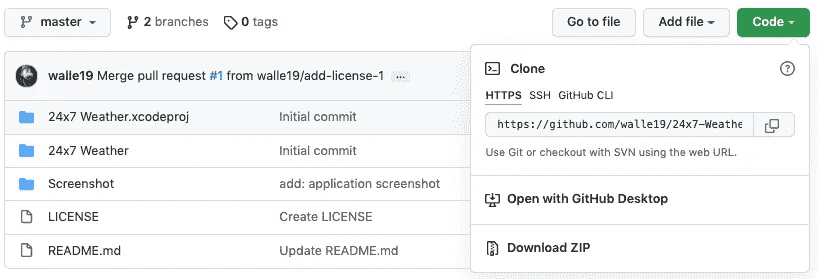 master 2 branches 0 tags Go to file Add file Code
walle19 Merge pull request #1 from walle19/add-license-1 ...
24x7 Weather.xcodeproj Initial commit
24x7 Weather Initial commit
Screenshot add: application screenshot
LICENSE Create LICENSE
README.md Update README.md
Clone ?
HTTPS SSH GitHub CLI
https://github.com/walle19/24x7-Weathe
Use Git or checkout with SVN using the web URL.
Open with GitHub Desktop
Download ZIP